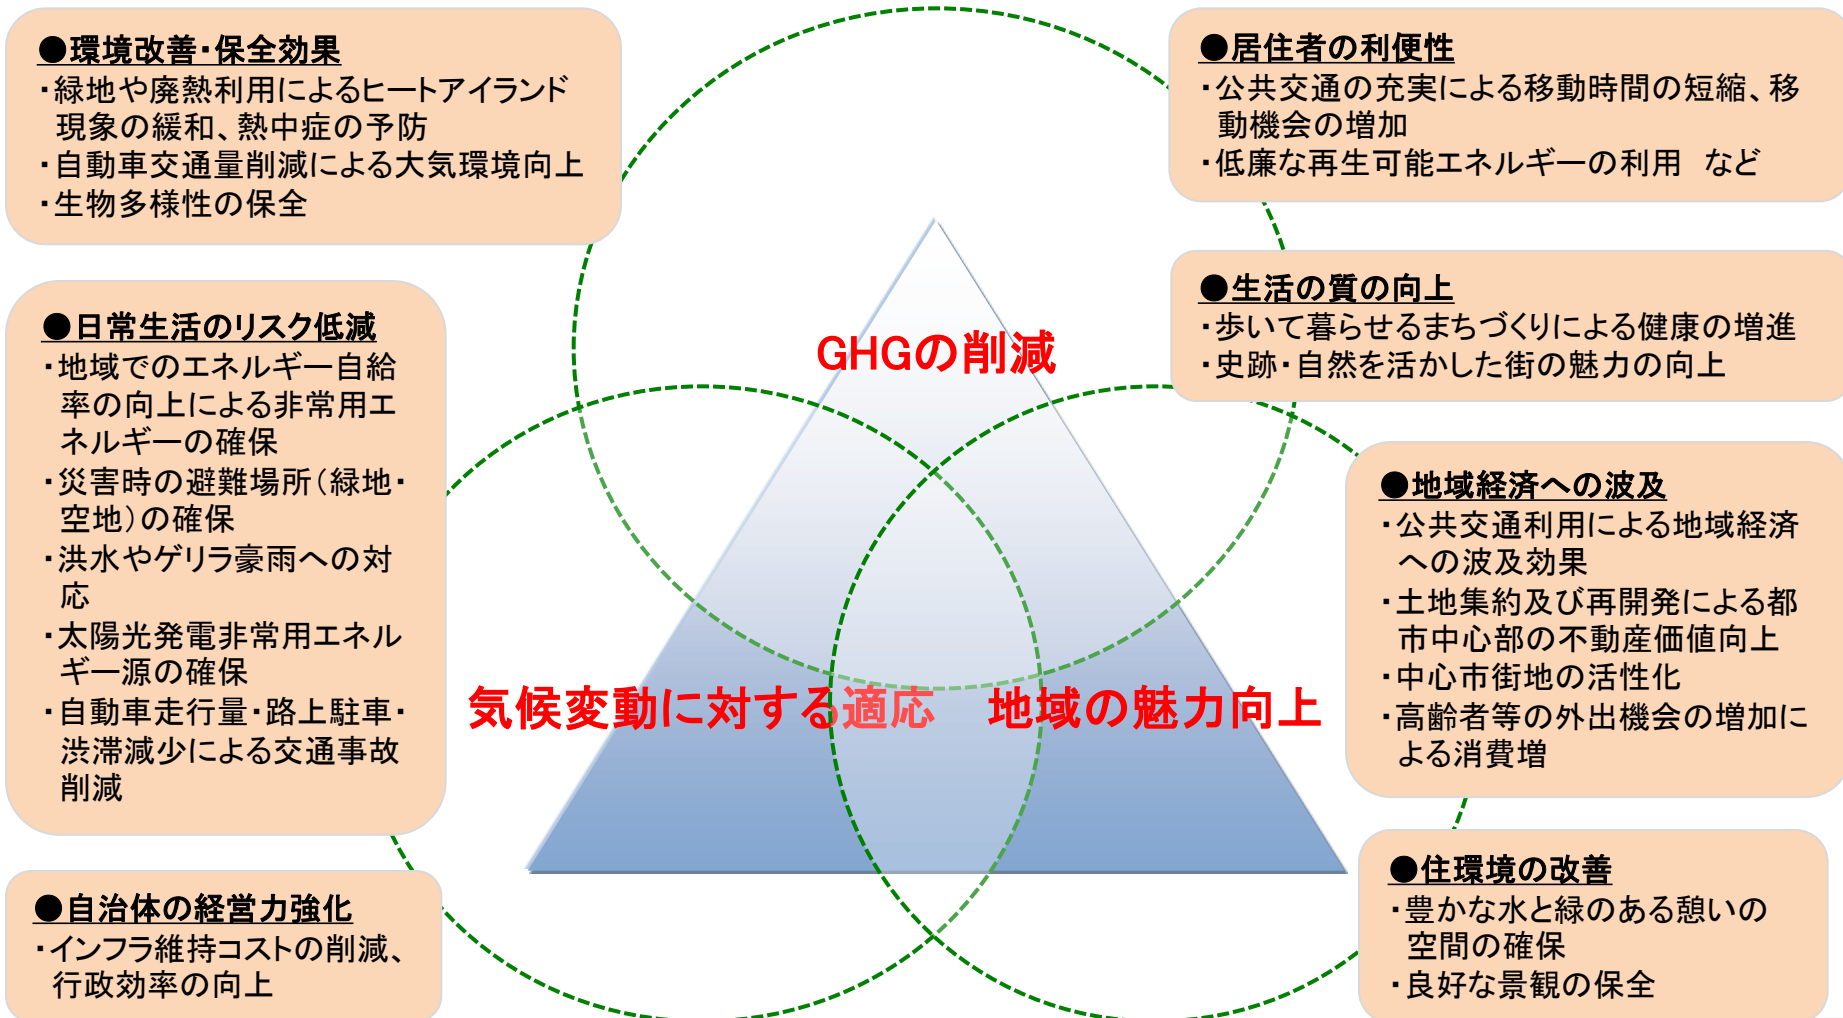 ●環境改善・保全効果
・緑地や廃熱利用によるヒートアイランド
現象の緩和、熱中症の予防
・自動車交通量削減による大気環境向上
・生物多様性の保全
●居住者の利便性
・公共交通の充実による移動時間の短縮、移
動機会の増加
・低廉な再生可能エネルギーの利用　など
●生活の質の向上
・歩いて暮らせるまちづくりによる健康の増進
・史跡・自然を活かした街の魅力の向上
●日常生活のリスク低減
・地域でのエネルギー自給
率の向上による非常用エ
ネルギーの確保
・災害時の避難場所（緑地・
空地）の確保
・洪水やゲリラ豪雨への対
応
・太陽光発電非常用エネル
ギー源の確保
・自動車走行量・路上駐車・
渋滞減少による交通事故
削減
GHGの削減
気候変動に対する適応
地域の魅力向上
●地域経済への波及
・公共交通利用による地域経済
への波及効果
・土地集約及び再開発による都
市中心部の不動産価値向上
・中心市街地の活性化
・高齢者等の外出機会の増加に
よる消費増
●自治体の経営力強化
・インフラ維持コストの削減、
行政効率の向上
●住環境の改善
・豊かな水と緑のある憩いの
空間の確保
・良好な景観の保全